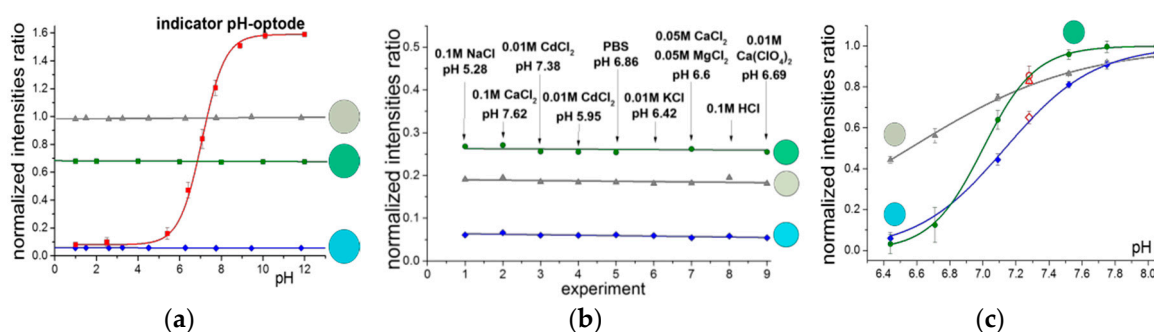 indicator pH-optode
normalized intensities ratio
1.6
1.4
1.2
1.0
0.8
0.6
0.4
0.2
0.0
0 2 4 6 8 10 12
pH
(a)
normalized intensities ratio
0.5
0.4
0.3
0.2
0.1
0.0
0.1M NaCl
pH 5.28
0.1M CaCl2
pH 7.62
0.01M CdCl2
pH 7.38
0.01M CdCl2
pH 5.95
PBS
pH 6.86
0.01M KCl
pH 6.42
0.05M CaCl2
0.05M MgCl2
pH 6.6
0.1M HCl
0.01M
Ca(ClO4)2
pH 6.69
1 2 3 4 5 6 7 8 9
experiment
(b)
normalized intensities ratio
1.0
0.8
0.6
0.4
0.2
0.0
6.4 6.6 6.8 7.0 7.2 7.4 7.6 7.8 8.0
pH
(c)